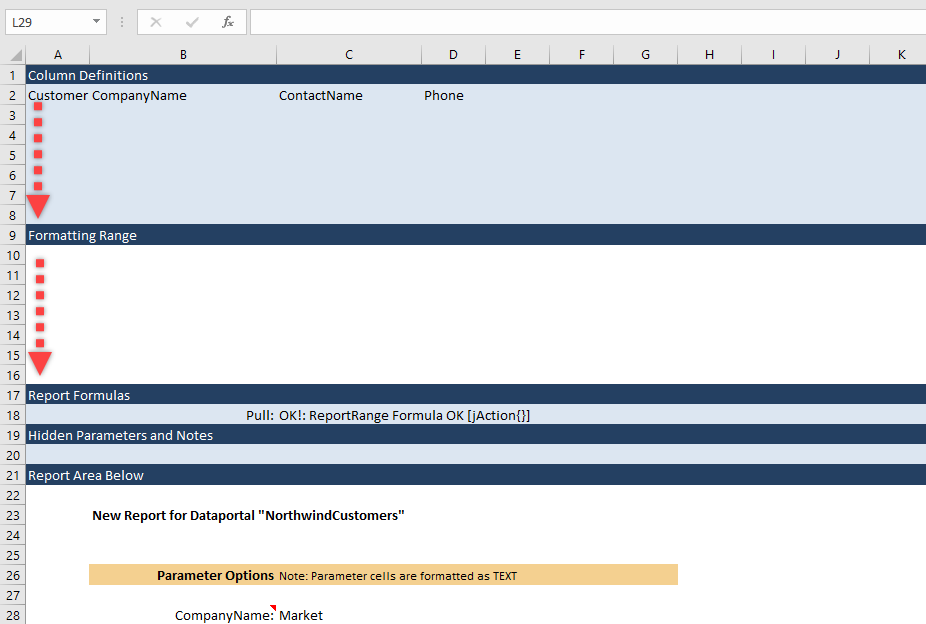 L29 fx
A B C D E F G H I J K
1 Column Definitions
2 Customer CompanyName ContactName Phone
3
4
5
6
7
8
9 Formatting Range
10
11
12
13
14
15
16
17 Report Formulas
18 Pull: OK!: ReportRange Formula OK [jAction{}]
19 Hidden Parameters and Notes
20
21 Report Area Below
22
23 New Report for Dataportal "NorthwindCustomers"
24
25
26 Parameter Options Note: Parameter cells are formatted as TEXT
27
28 CompanyName: Market